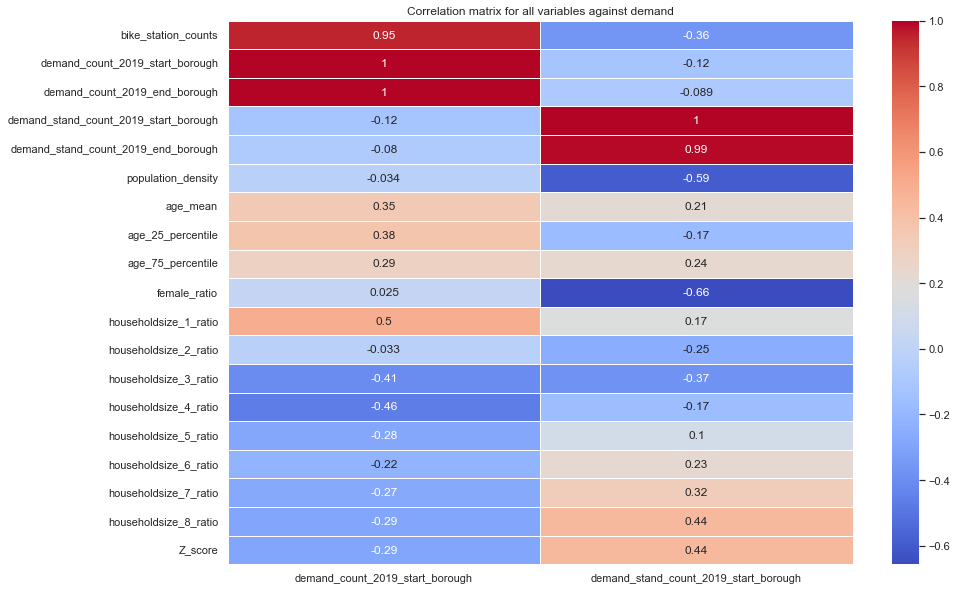 Correlation matrix for all variables against demand
bike_station_counts 0.95 -0.36
demand_count_2019_start_borough 1 -0.12
demand_count_2019_end_borough 1 -0.089
demand_stand_count_2019_start_borough -0.12 1
demand_stand_count_2019_end_borough -0.08 0.99
population_density -0.034 -0.59
age_mean 0.35 0.21
age_25_percentile 0.38 -0.17
age_75_percentile 0.29 0.24
female_ratio 0.025 -0.66
householdsize_1_ratio 0.5 0.17
householdsize_2_ratio -0.033 -0.25
householdsize_3_ratio -0.41 -0.37
householdsize_4_ratio -0.46 -0.17
householdsize_5_ratio -0.28 0.1
householdsize_6_ratio -0.22 0.23
householdsize_7_ratio -0.27 0.32
householdsize_8_ratio -0.29 0.44
Z_score -0.29 0.44
demand_count_2019_start_borough demand_stand_count_2019_start_borough
1.0
0.8
0.6
0.4
0.2
0.0
−0.2
−0.4
−0.6